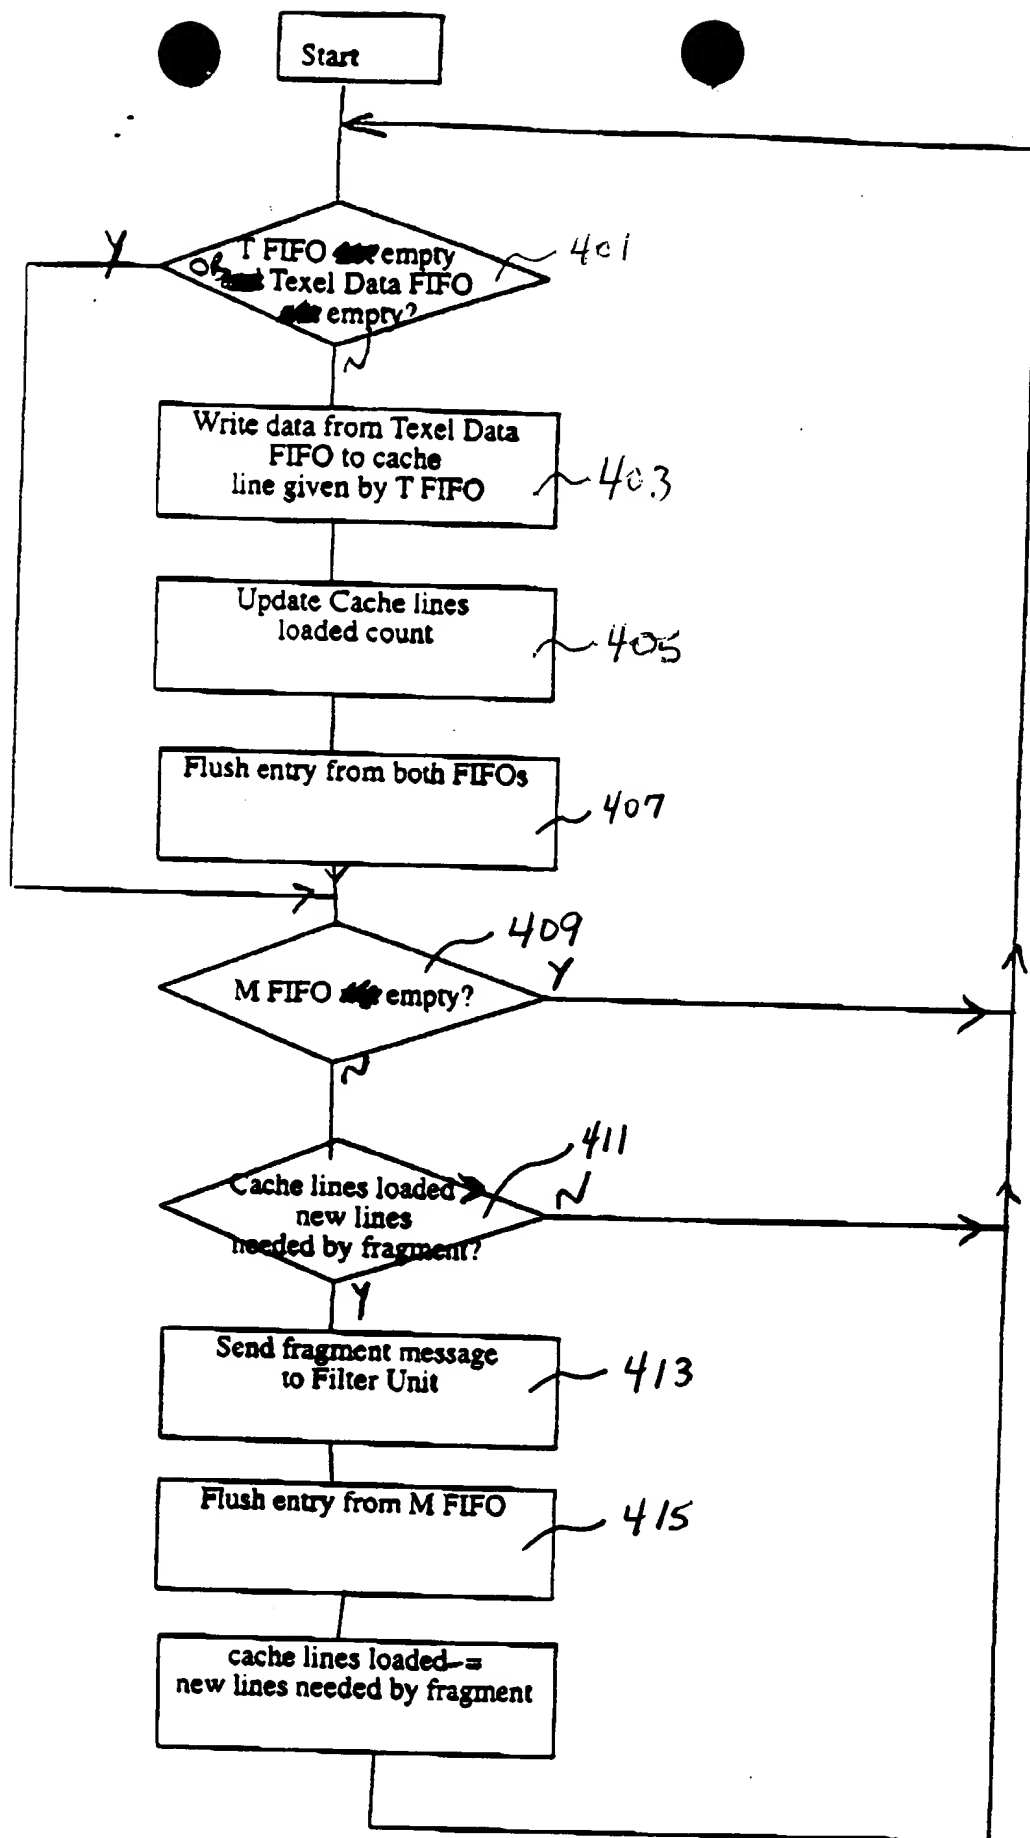 Start
Y
T FIFO empty
OR Texel Data FIFO
empty?
401
N
Write data from Texel Data
FIFO to cache
line given by T FIFO
403
Update Cache lines
loaded count
405
Flush entry from both FIFOs
407
409
M FIFO empty?
Y
N
411
Cache lines loaded >
new lines
needed by fragment?
N
Y
Send fragment message
to Filter Unit
413
Flush entry from M FIFO
415
cache lines loaded -=
new lines needed by fragment